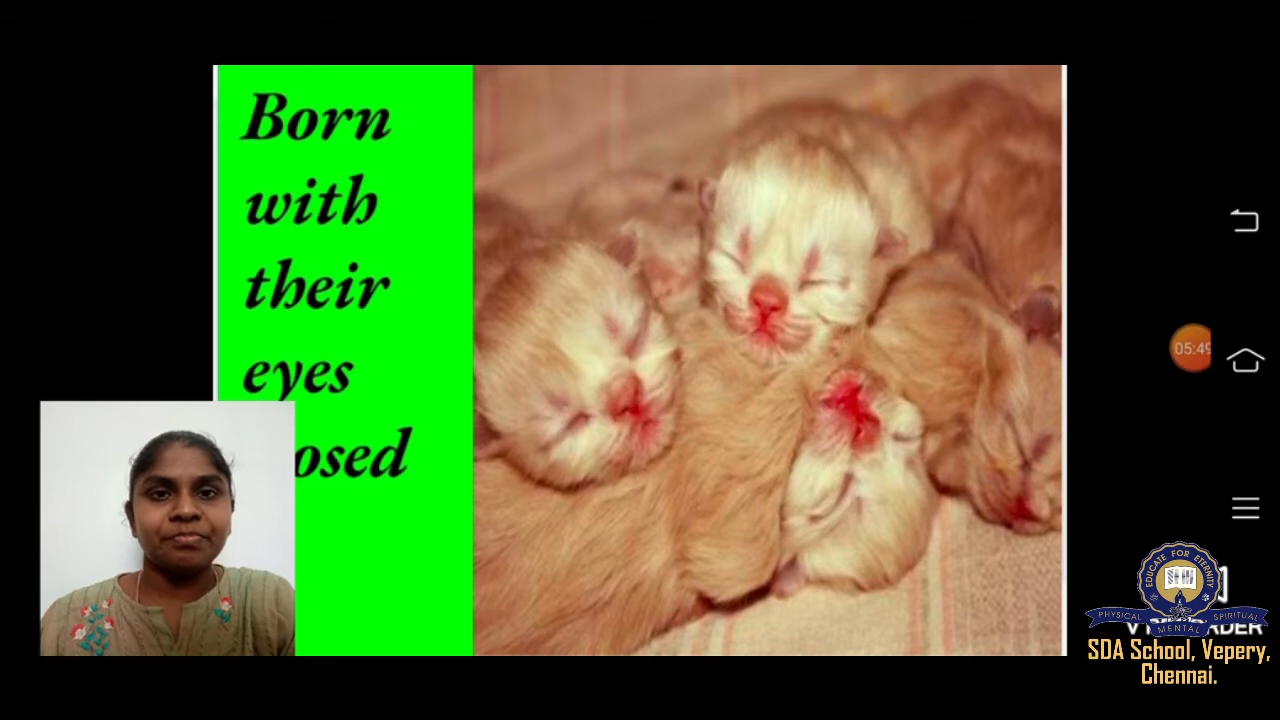 Born
with
their
eyes
osed
05:49
EDUCATE FOR ETERNITY
PHYSICAL MENTAL SPIRITUAL
SDA School, Vepery,
Chennai.